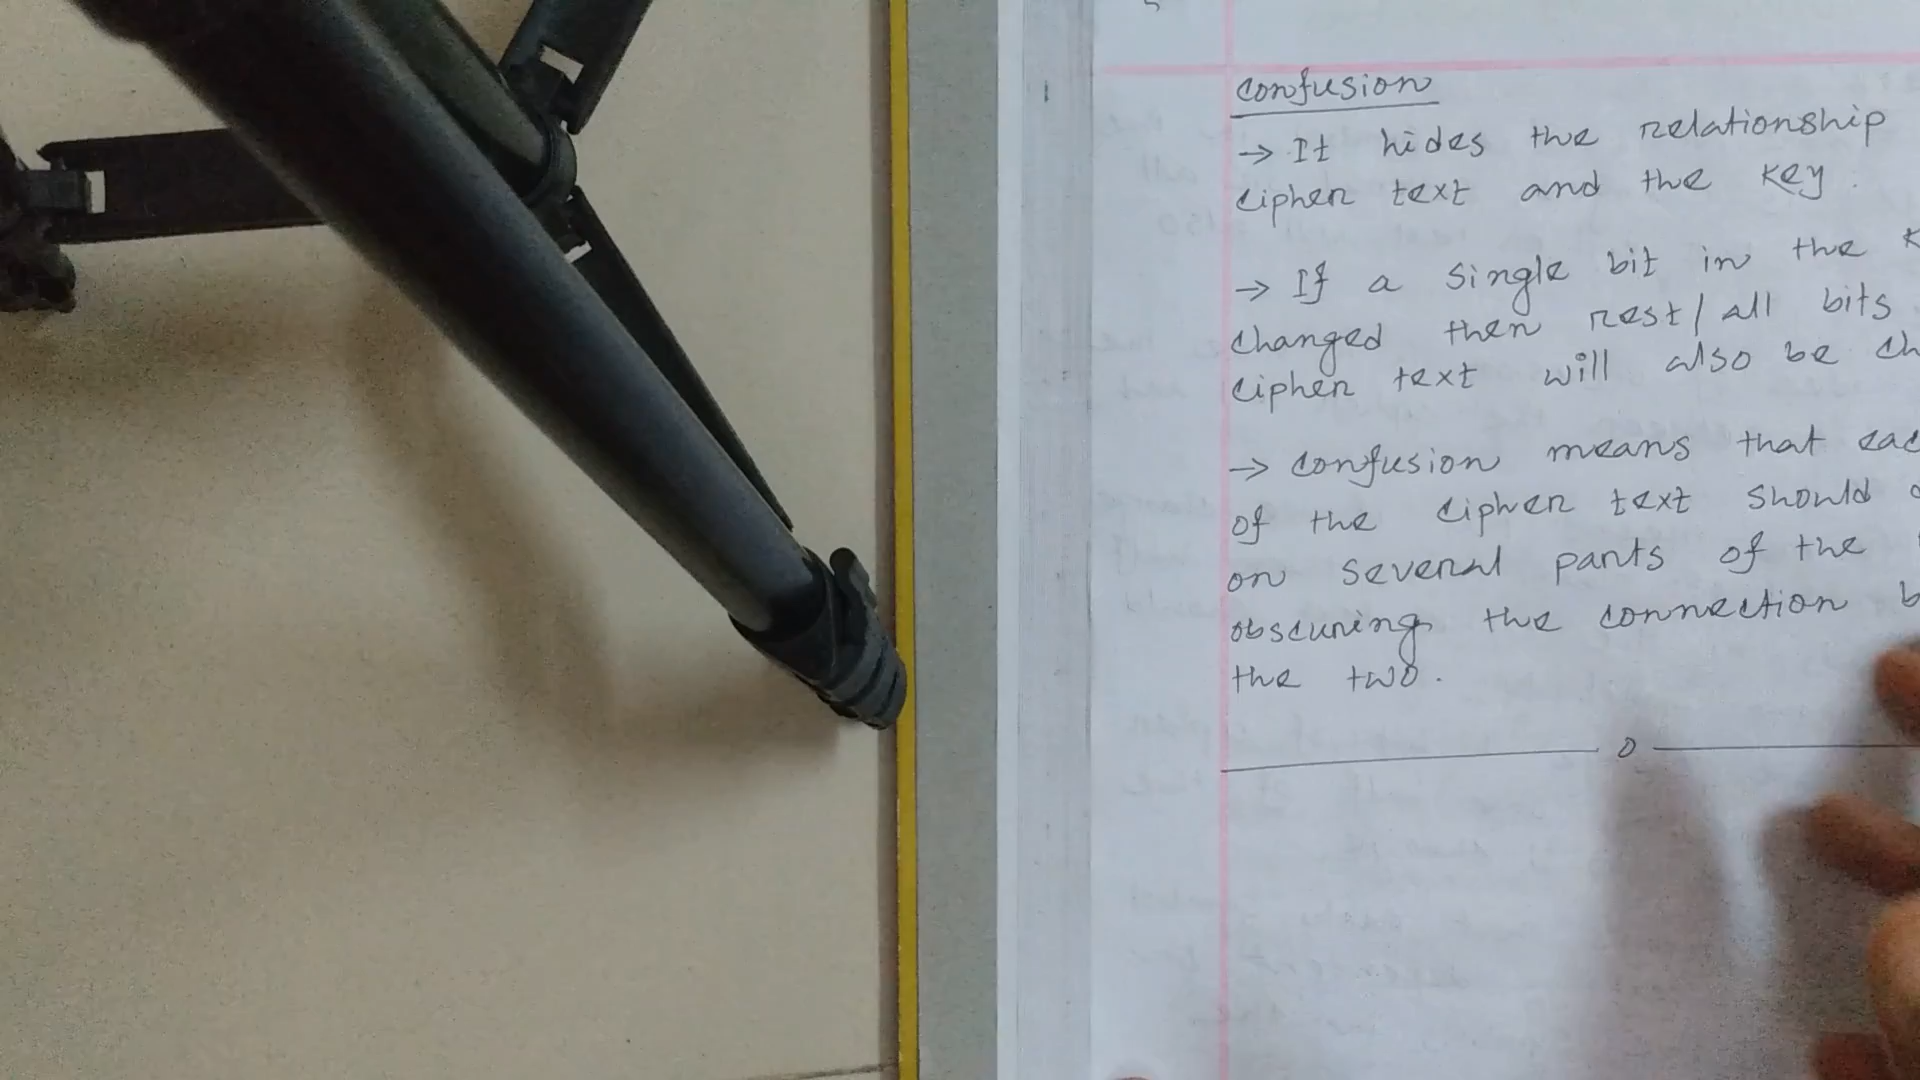 confusion
→ It hides the relationship
cipher text and the key.
→ If a single bit in the
changed then rest/all bits
cipher text will also be
→ confusion means that
of the cipher text should
on several parts of the
obscuring the connection
the two.